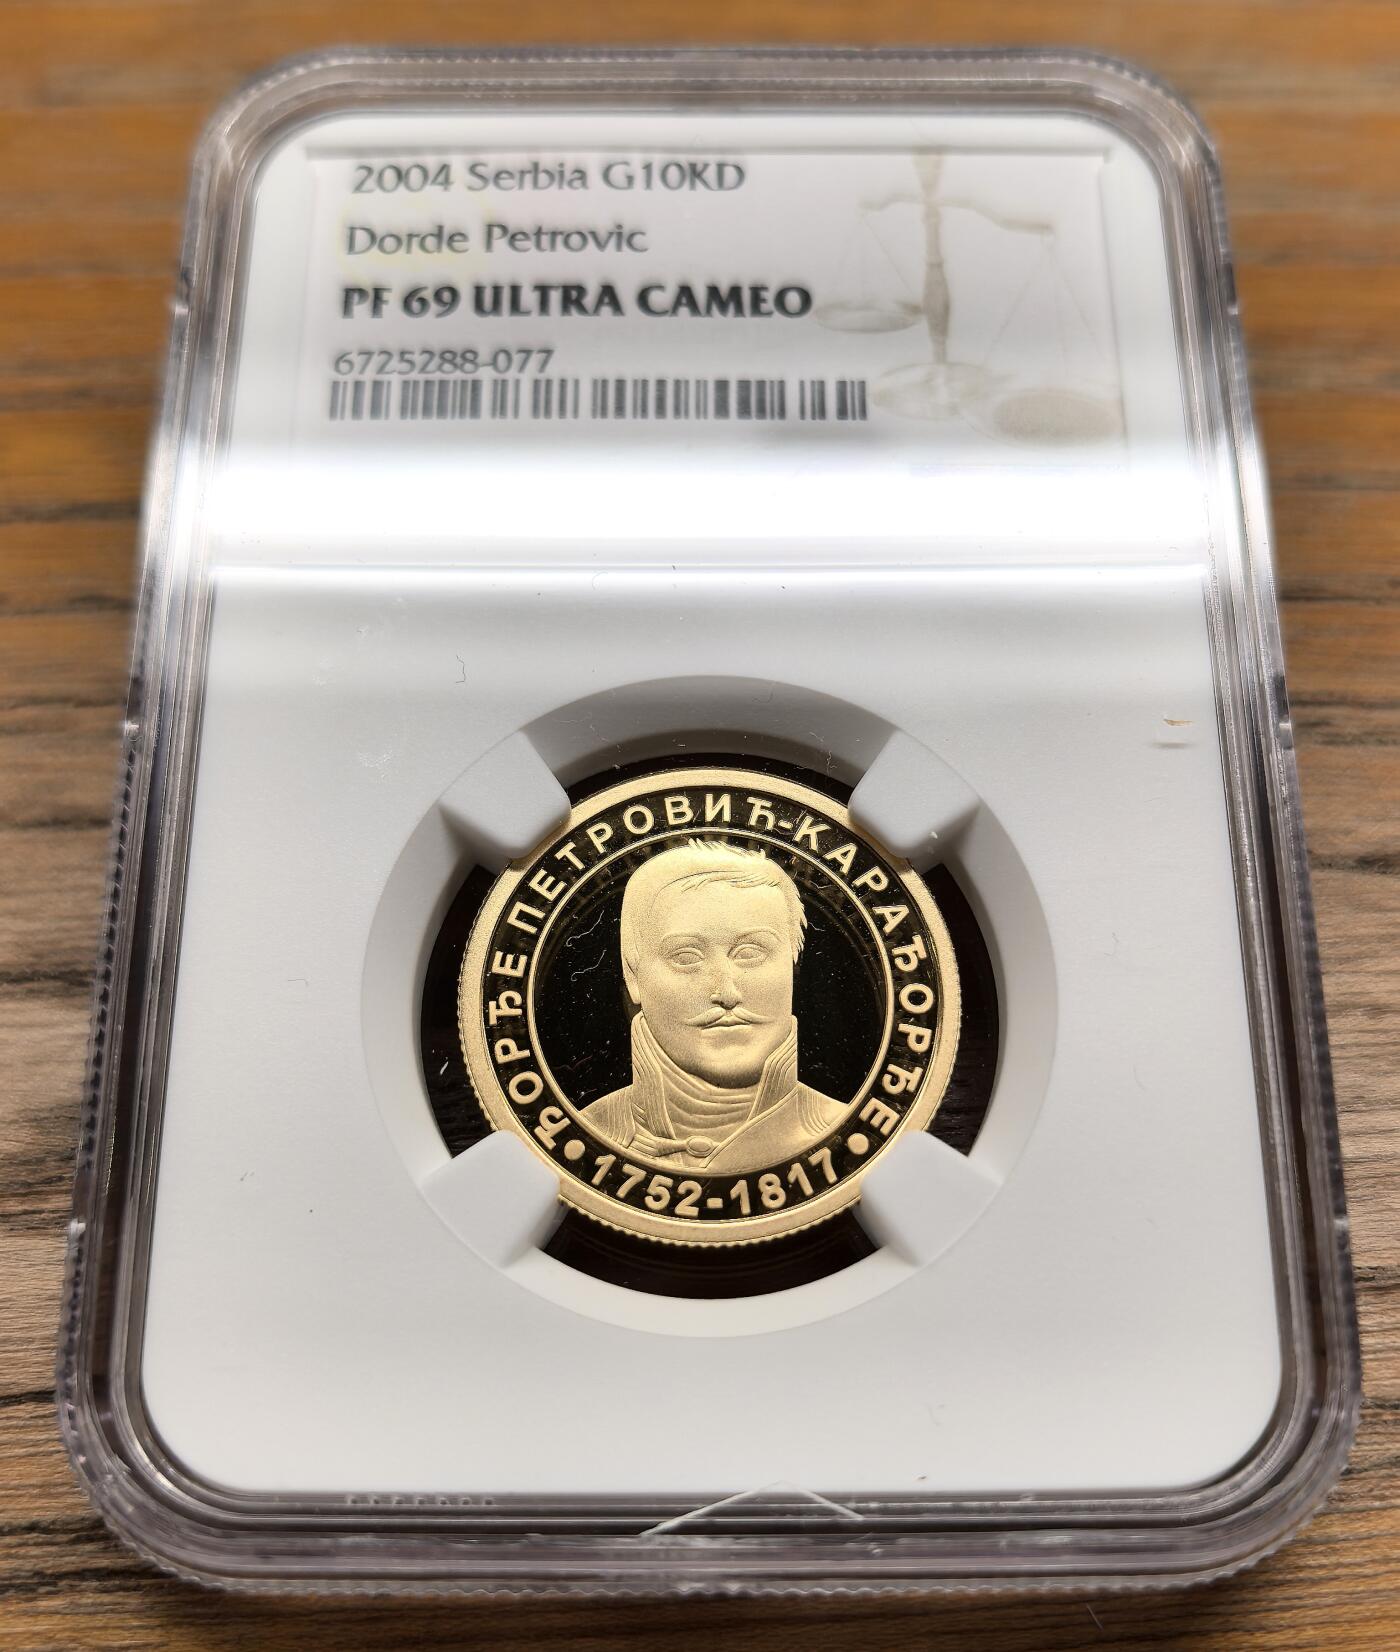 2004 Serbia G10KD
Dorde Petrovic
PF 69 ULTRA CAMEO
6725288-077
ЂОРЂЕ ПЕТРОВИЋ-КАРАЂОРЂЕ
•1752-1817•